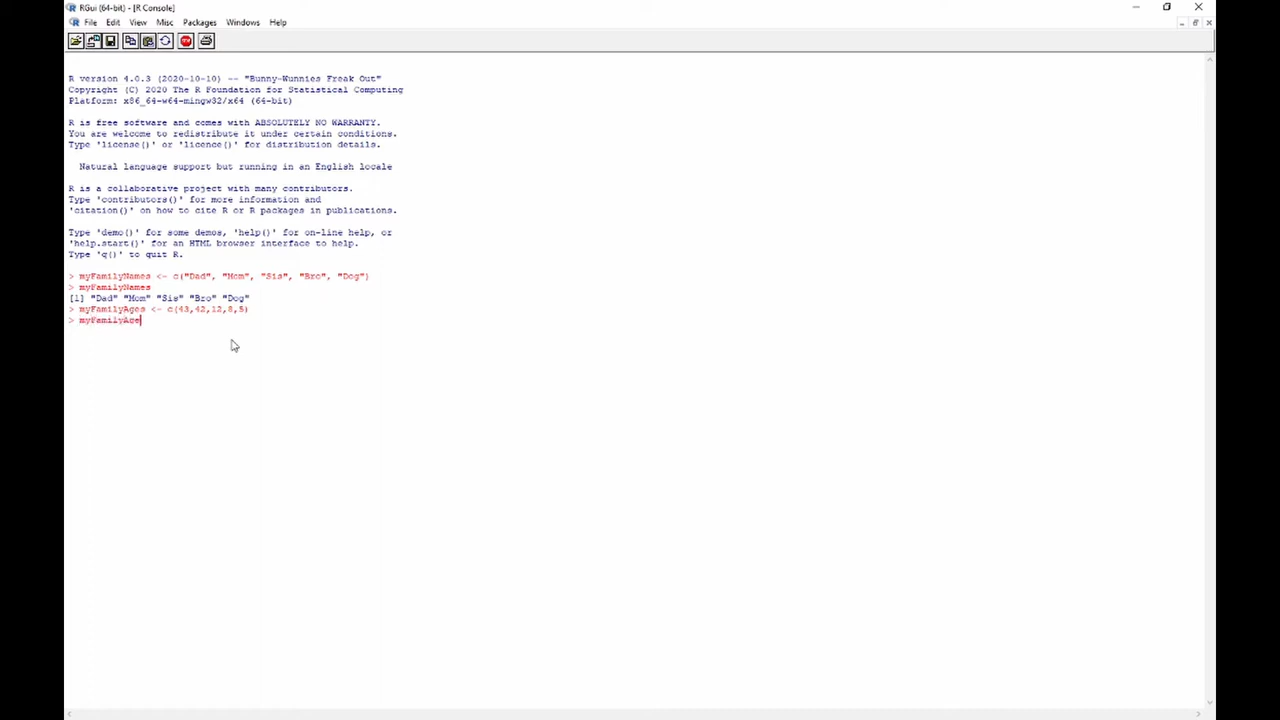 RGui (64-bit) - [R Console]
File Edit View Misc Packages Windows Help
R version 4.0.3 (2020-10-10) -- "Bunny-Wunnies Freak Out"
Copyright (C) 2020 The R Foundation for Statistical Computing
Platform: x86_64-w64-mingw32/x64 (64-bit)
R is free software and comes with ABSOLUTELY NO WARRANTY.
You are welcome to redistribute it under certain conditions.
Type 'license()' or 'licence()' for distribution details.
Natural language support but running in an English locale
R is a collaborative project with many contributors.
Type 'contributors()' for more information and
'citation()' on how to cite R or R packages in publications.
Type 'demo()' for some demos, 'help()' for on-line help, or
'help.start()' for an HTML browser interface to help.
Type 'q()' to quit R.
> myFamilyNames <- c("Dad", "Mom", "Sis", "Bro", "Dog")
> myFamilyNames
[1] "Dad" "Mom" "Sis" "Bro" "Dog"
> myFamilyAges <- c(43,42,12,8,5)
> myFamilyAge